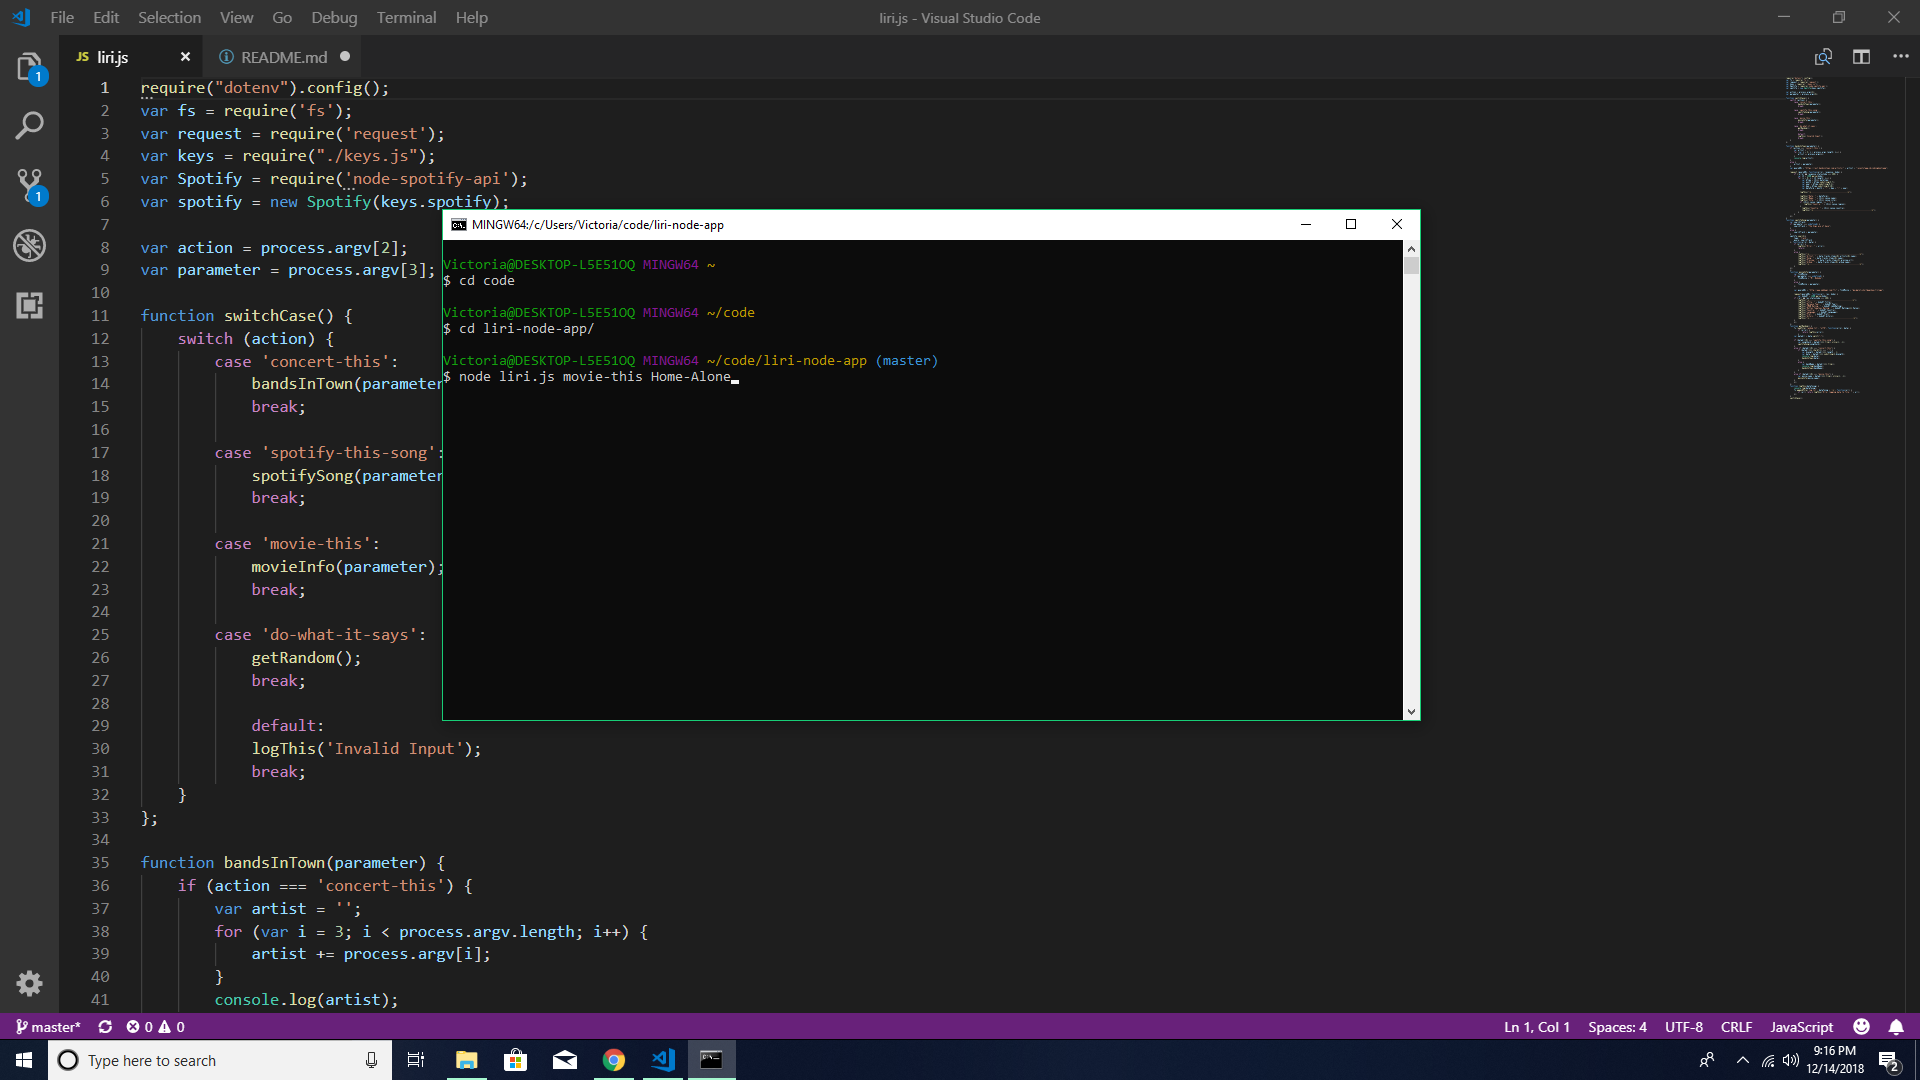 File Edit Selection View Go Debug Terminal Help
liri.js - Visual Studio Code
JS liri.js
README.md
1 require("dotenv").config();
2 var fs = require('fs');
3 var request = require('request');
4 var keys = require("./keys.js");
5 var Spotify = require('node-spotify-api');
6 var spotify = new Spotify(keys.spotify);
7
8 var action = process.argv[2];
9 var parameter = process.argv[3];
10
11 function switchCase() {
12 switch (action) {
13 case 'concert-this':
14 bandsInTown(parameter
15 break;
16
17 case 'spotify-this-song':
18 spotifySong(parameter
19 break;
20
21 case 'movie-this':
22 movieInfo(parameter);
23 break;
24
25 case 'do-what-it-says':
26 getRandom();
27 break;
28
29 default:
30 logThis('Invalid Input');
31 break;
32 }
33 };
34
35 function bandsInTown(parameter) {
36 if (action === 'concert-this') {
37 var artist = '';
38 for (var i = 3; i < process.argv.length; i++) {
39 artist += process.argv[i];
40 }
41 console.log(artist);
MINGW64:/c/Users/Victoria/code/liri-node-app
Victoria@DESKTOP-L5E51OQ MINGW64 ~
$ cd code
Victoria@DESKTOP-L5E51OQ MINGW64 ~/code
$ cd liri-node-app/
Victoria@DESKTOP-L5E51OQ MINGW64 ~/code/liri-node-app (master)
$ node liri.js movie-this Home-Alone
1
1
master* 0 0
Ln 1, Col 1 Spaces: 4 UTF-8 CRLF JavaScript
Type here to search
9:16 PM
12/14/2018
2